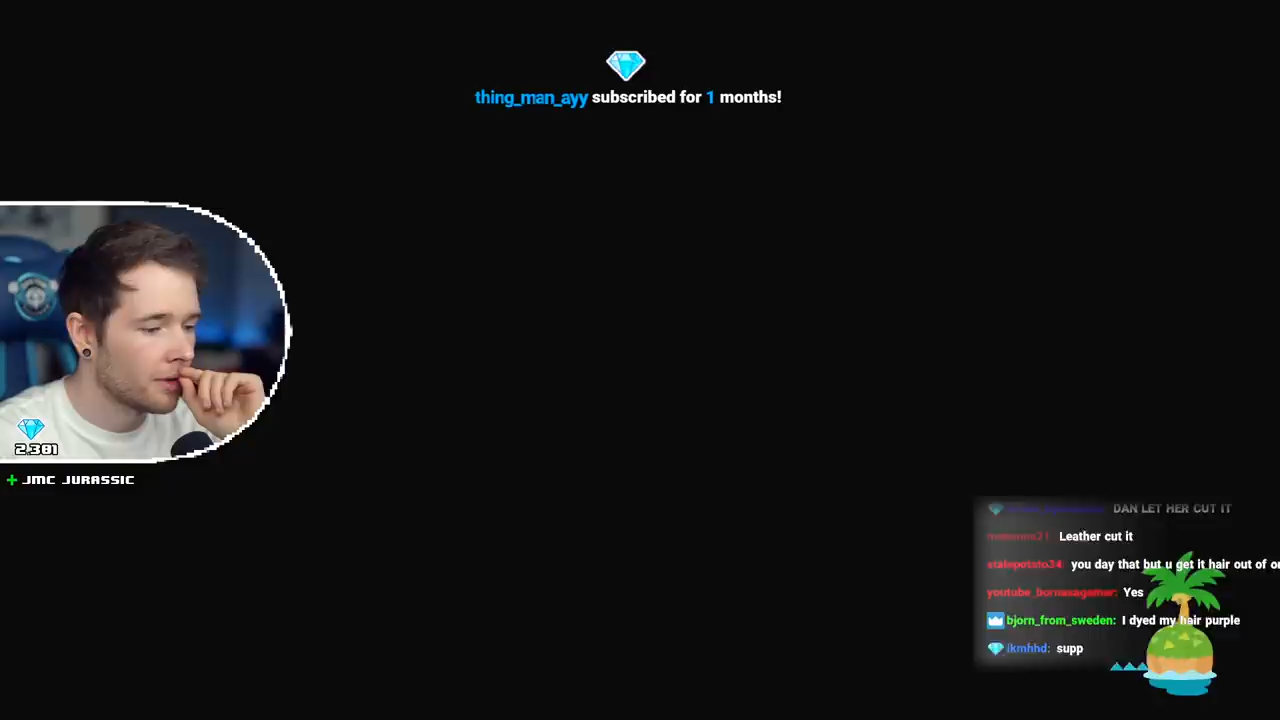 thing_man_ayy subscribed for 1 months!
2,381
+ JMC JURASSIC
DAN LET HER CUT IT
Leather cut it
stalepotato34: you day that but u get it hair out of
youtube_bornasagamer: Yes
bjorn_from_sweden: I dyed my hair purple
ikmhhd: supp